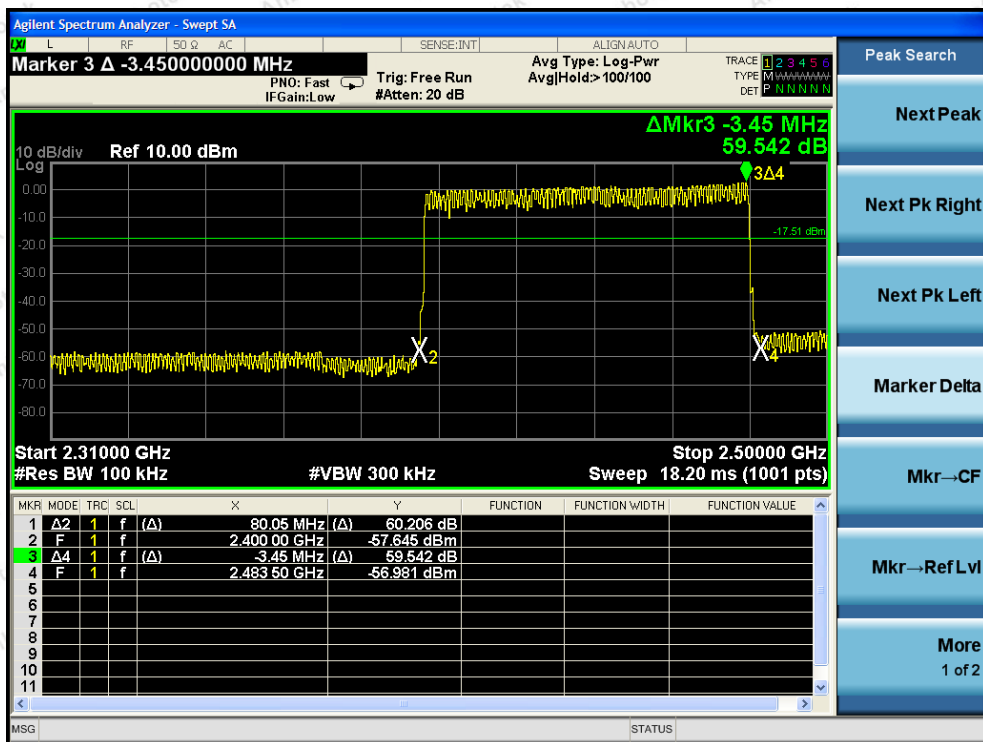 Agilent Spectrum Analyzer - Swept SA
LXI L RF 50 Ω AC SENSE:INT ALIGN AUTO
Marker 3 Δ -3.450000000 MHz
PNO: Fast
IFGain:Low
Trig: Free Run
#Atten: 20 dB
Avg Type: Log-Pwr
Avg|Hold:> 100/100
TRACE 1 2 3 4 5 6
TYPE M
DET P N N N N N
ΔMkr3 -3.45 MHz
59.542 dB
10 dB/div Ref 10.00 dBm
Log
3Δ4
0.00
-10.0
-17.51 dBm
-20.0
-30.0
-40.0
-50.0
-60.0
2
4
-70.0
-80.0
Start 2.31000 GHz Stop 2.50000 GHz
#Res BW 100 kHz #VBW 300 kHz Sweep 18.20 ms (1001 pts)
MKR MODE TRC SCL X Y FUNCTION FUNCTION WIDTH FUNCTION VALUE
1 Δ2 1 f (Δ) 80.05 MHz (Δ) 60.206 dB
2 F 1 f 2.400 00 GHz -57.645 dBm
3 Δ4 1 f (Δ) -3.45 MHz (Δ) 59.542 dB
4 F 1 f 2.483 50 GHz -56.981 dBm
5
6
7
8
9
10
11
MSG STATUS
Peak Search
Next Peak
Next Pk Right
Next Pk Left
Marker Delta
Mkr→CF
Mkr→Ref Lvl
More
1 of 2